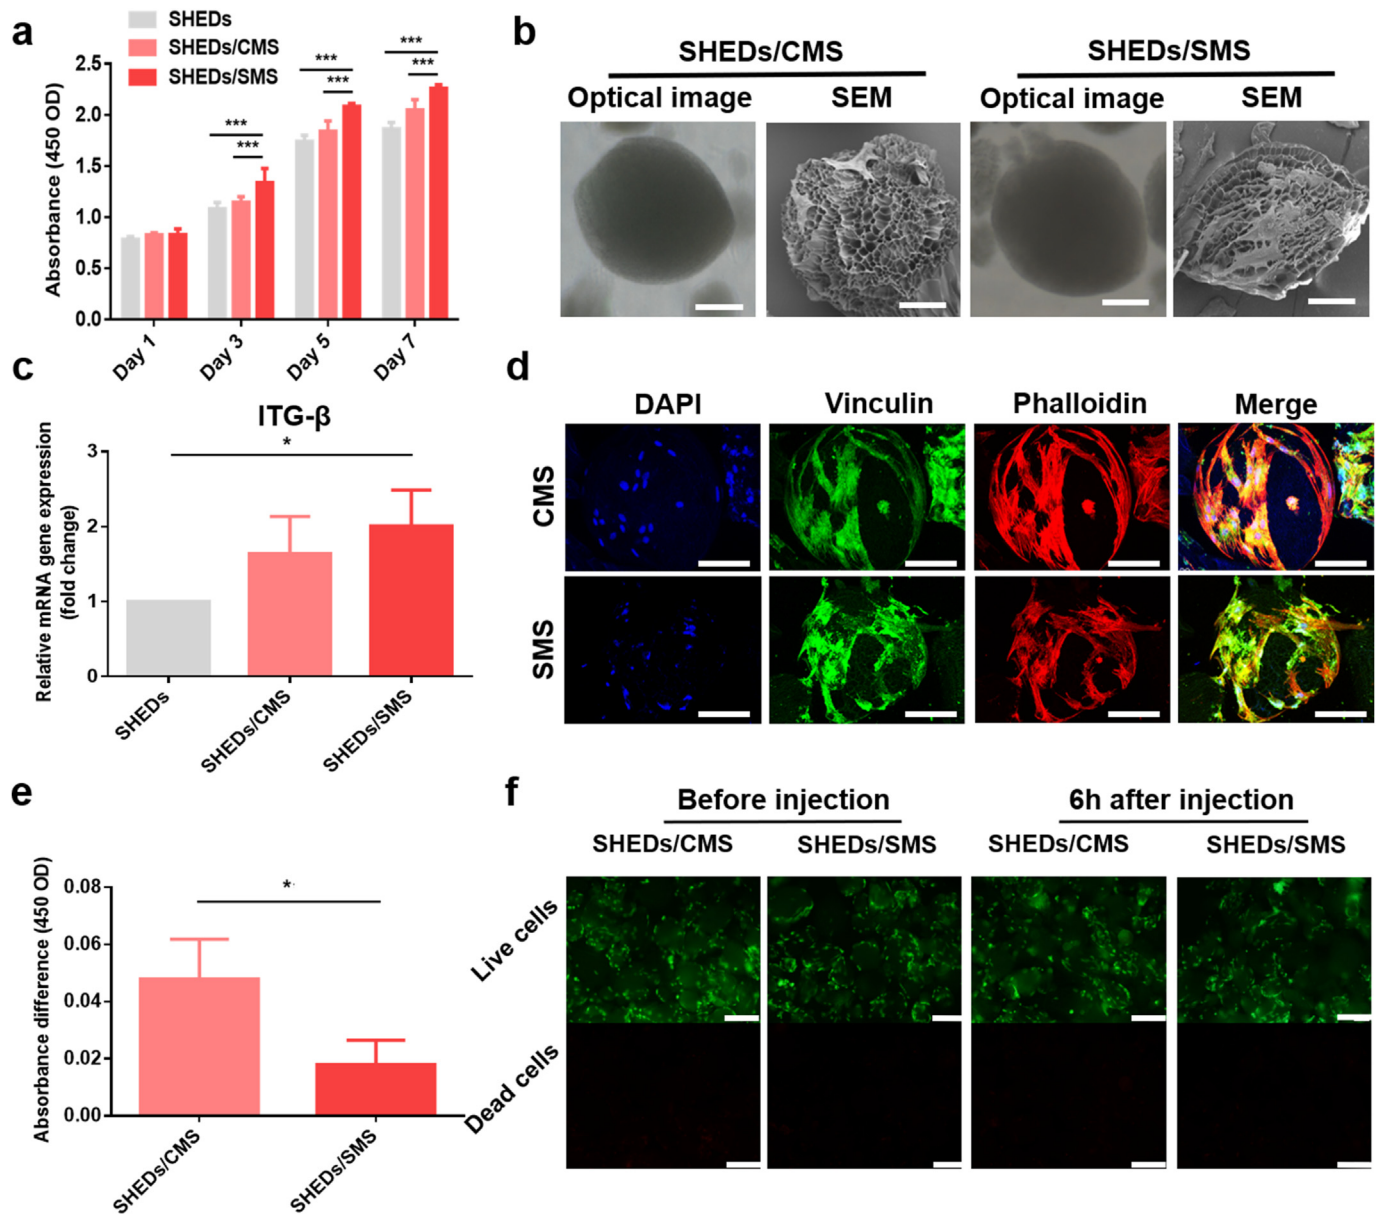 a
SHEDs
SHEDs/CMS
SHEDs/SMS
Absorbance (450 OD)
2.5
2.0
1.5
1.0
0.5
0.0
***
***
***
***
***
***
Day 1
Day 3
Day 5
Day 7
b
SHEDs/CMS
SHEDs/SMS
Optical image
SEM
Optical image
SEM
c
ITG-β
Relative mRNA gene expression
(fold change)
3
2
1
0
*
SHEDs
SHEDs/CMS
SHEDs/SMS
d
DAPI
Vinculin
Phalloidin
Merge
CMS
SMS
e
Absorbance difference (450 OD)
0.08
0.06
0.04
0.02
0.00
*
SHEDs/CMS
SHEDs/SMS
f
Before injection
6h after injection
SHEDs/CMS
SHEDs/SMS
SHEDs/CMS
SHEDs/SMS
Live cells
Dead cells